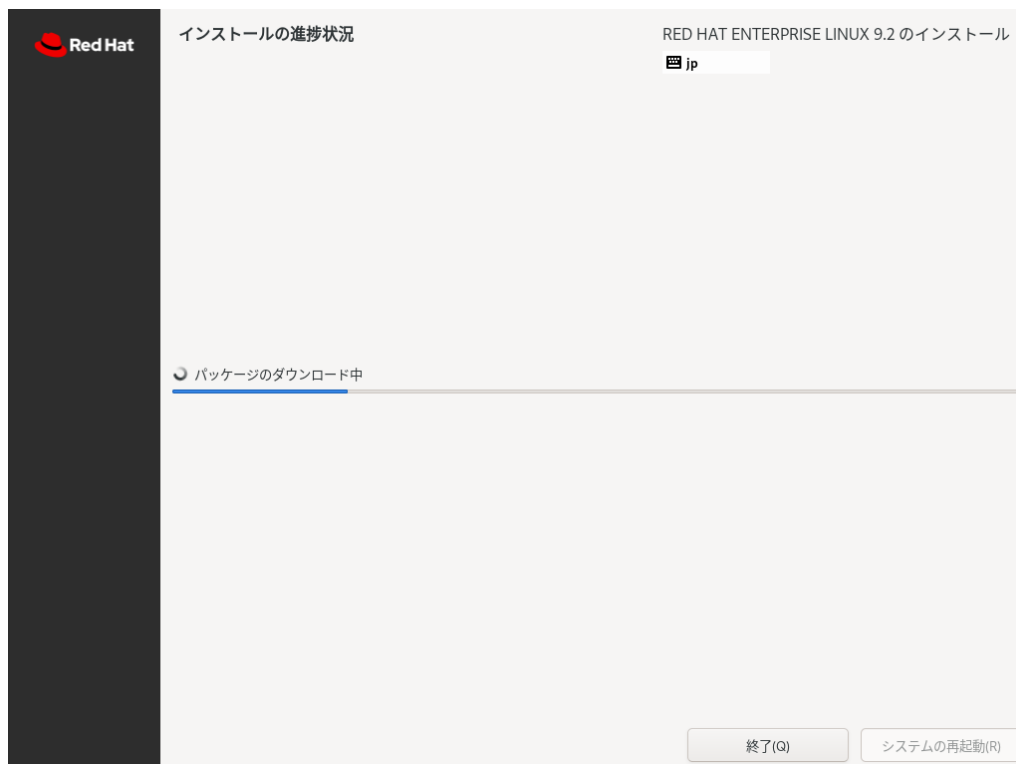 Red Hat
インストールの進捗状況
RED HAT ENTERPRISE LINUX 9.2 のインストール
jp
パッケージのダウンロード中
終了(Q)
システムの再起動(R)